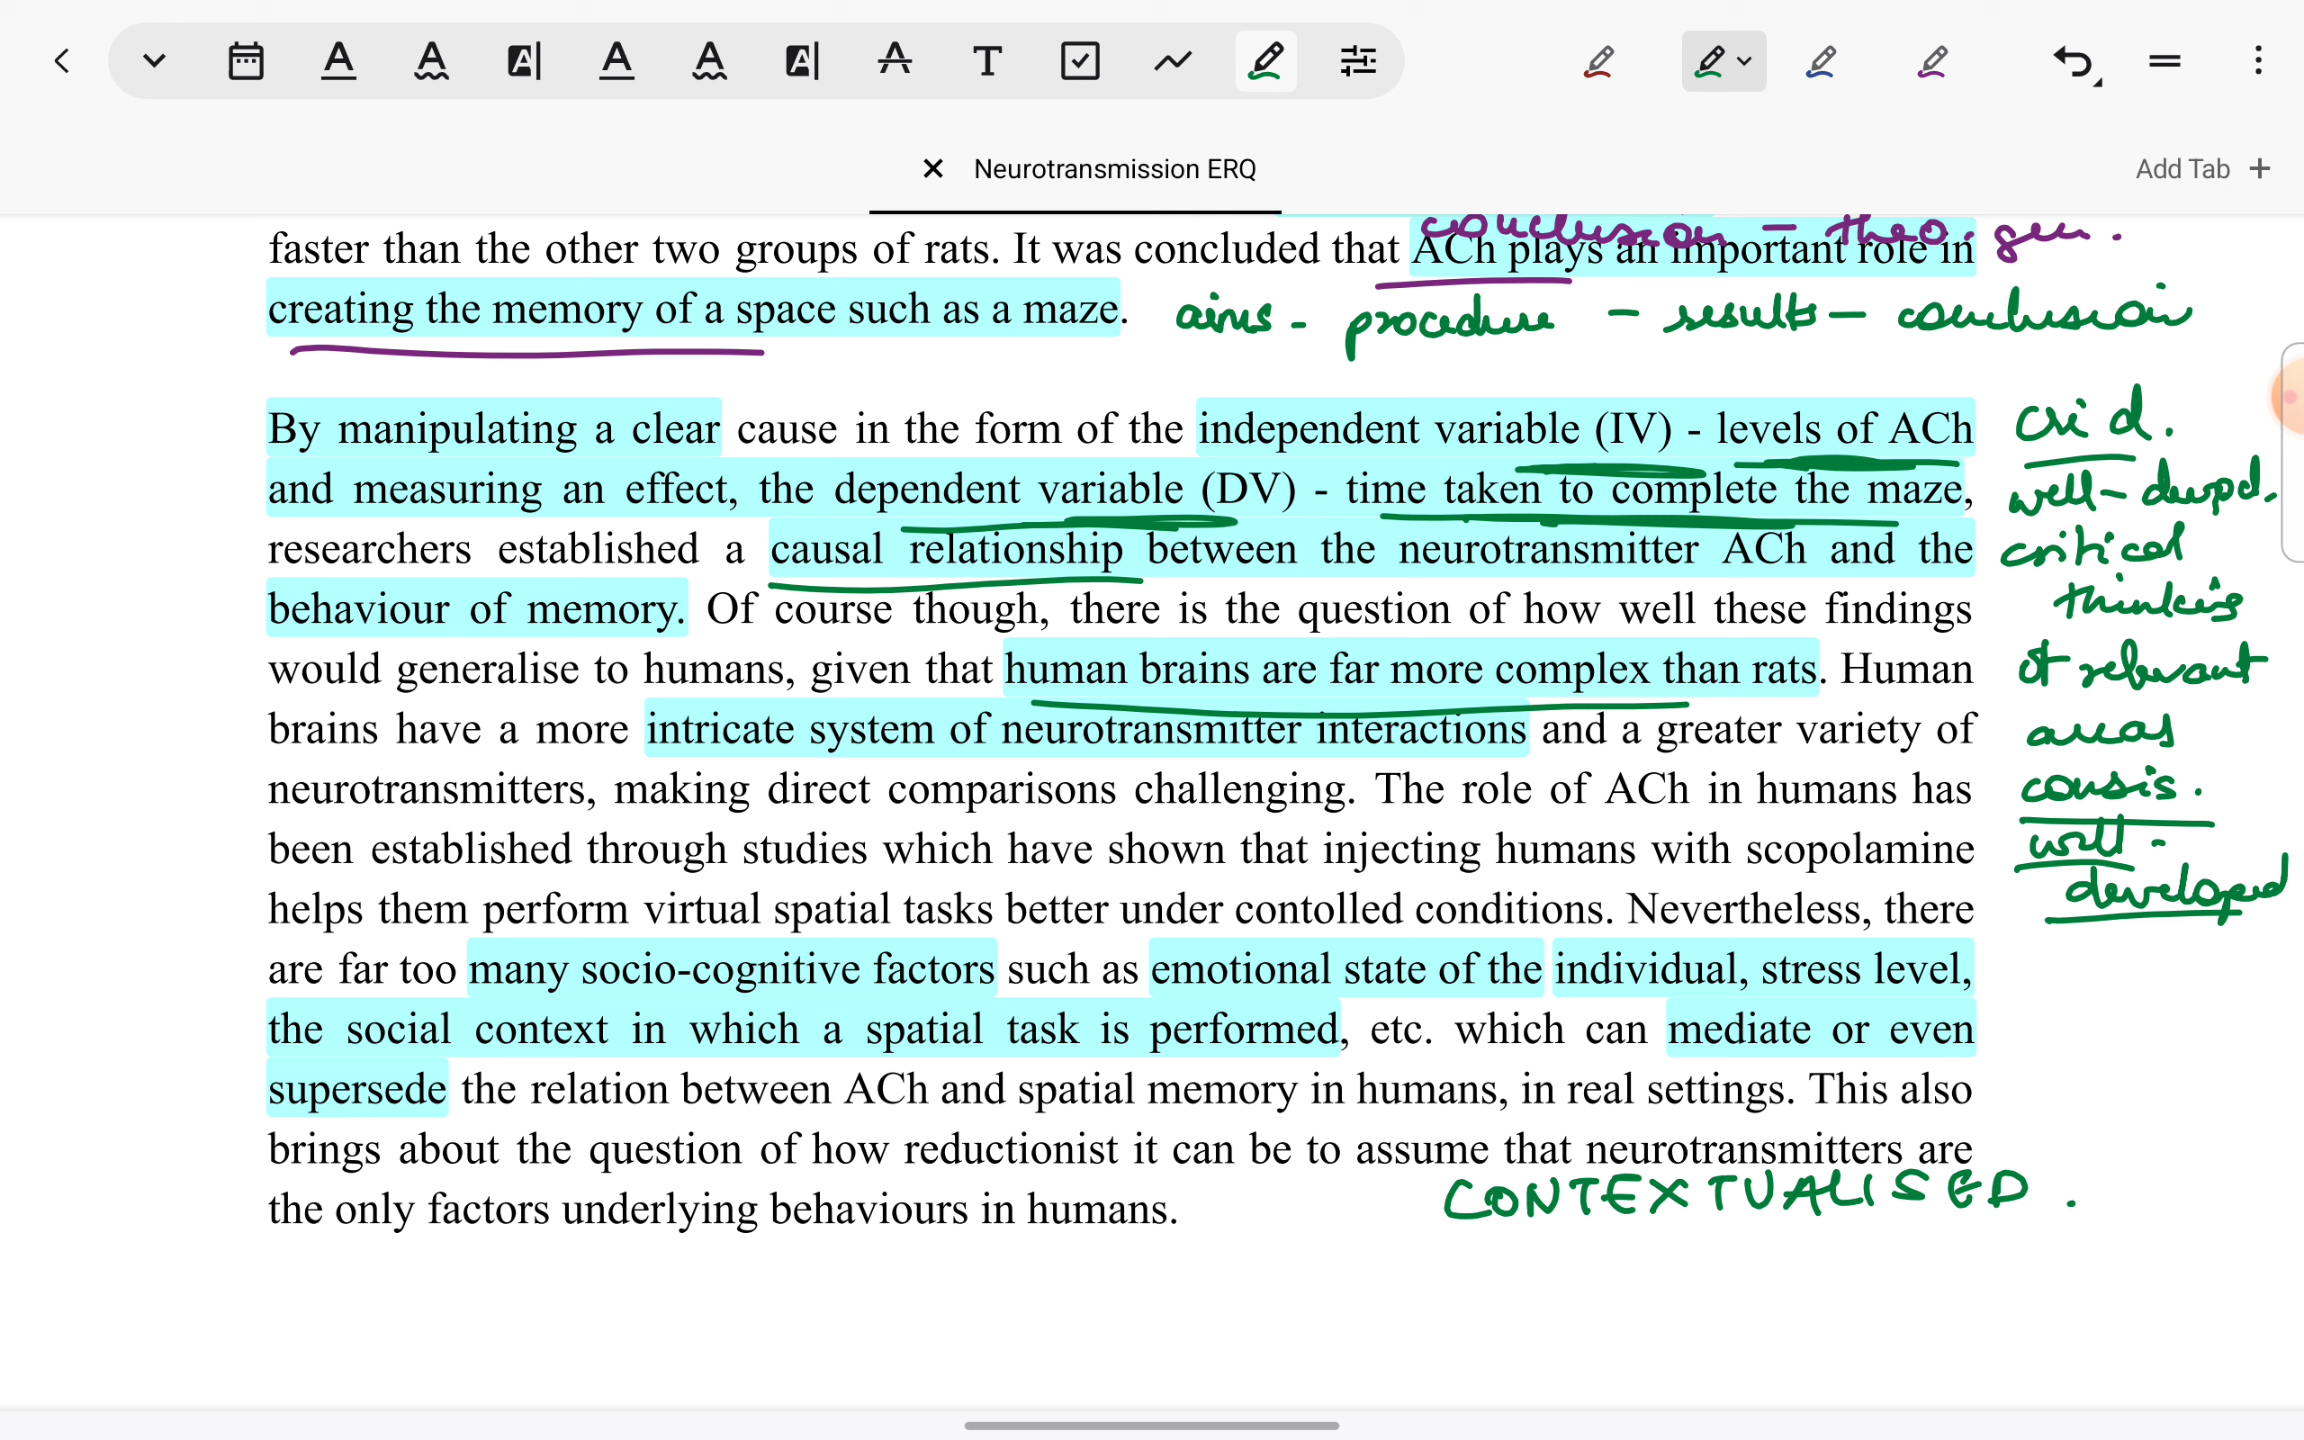 Neurotransmission ERQ
Add Tab
conclusion - theo. gen.
faster than the other two groups of rats. It was concluded that ACh plays an important role in
creating the memory of a space such as a maze.
aims - procedure - results - conclusion
By manipulating a clear cause in the form of the independent variable (IV) - levels of ACh
and measuring an effect, the dependent variable (DV) - time taken to complete the maze,
researchers established a causal relationship between the neurotransmitter ACh and the
behaviour of memory. Of course though, there is the question of how well these findings
would generalise to humans, given that human brains are far more complex than rats. Human
brains have a more intricate system of neurotransmitter interactions and a greater variety of
neurotransmitters, making direct comparisons challenging. The role of ACh in humans has
been established through studies which have shown that injecting humans with scopolamine
helps them perform virtual spatial tasks better under contolled conditions. Nevertheless, there
are far too many socio-cognitive factors such as emotional state of the individual, stress level,
the social context in which a spatial task is performed, etc. which can mediate or even
supersede the relation between ACh and spatial memory in humans, in real settings. This also
brings about the question of how reductionist it can be to assume that neurotransmitters are
the only factors underlying behaviours in humans.
cri d.
well-
critical
thinking
of relevant
areas
consis.
well-
developed
CONTEXTUALISED.